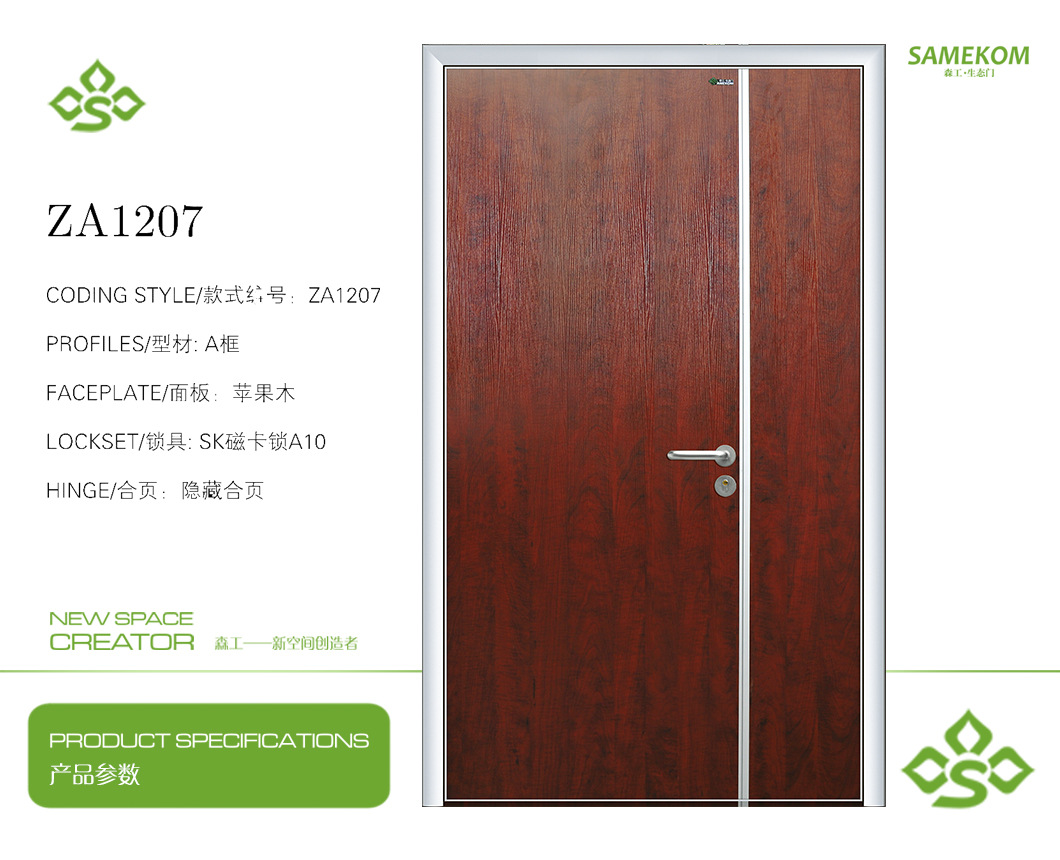 SAMEKOM
森工·生态门
ZA1207
CODING STYLE/款式编号：ZA1207
PROFILES/型材: A框
FACEPLATE/面板：苹果木
LOCKSET/锁具: SK磁卡锁A10
HINGE/合页：隐藏合页
NEW SPACE
CREATOR 森工——新空间创造者
PRODUCT SPECIFICATIONS
产品参数